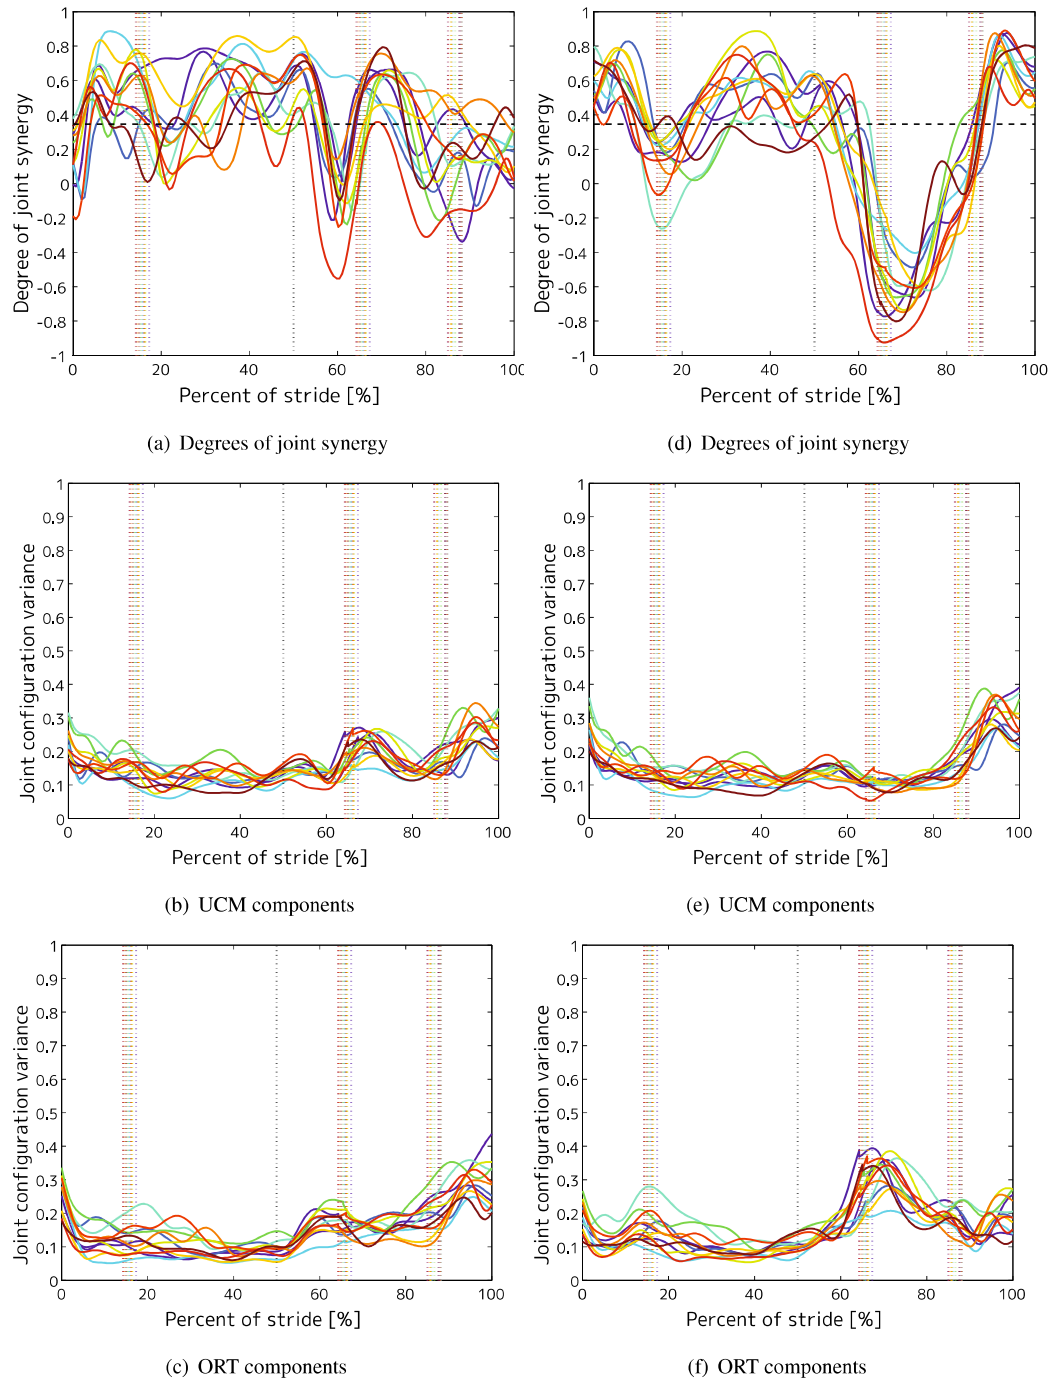 1
0.8
0.6
0.4
0.2
0
-0.2
-0.4
-0.6
-0.8
-1
0 20 40 60 80 100
Degree of joint synergy
Percent of stride [%]
(a) Degrees of joint synergy
1
0.8
0.6
0.4
0.2
0
-0.2
-0.4
-0.6
-0.8
-1
0 20 40 60 80 100
Degree of joint synergy
Percent of stride [%]
(d) Degrees of joint synergy
1
0.9
0.8
0.7
0.6
0.5
0.4
0.3
0.2
0.1
0
0 20 40 60 80 100
Joint configuration variance
Percent of stride [%]
(b) UCM components
1
0.9
0.8
0.7
0.6
0.5
0.4
0.3
0.2
0.1
0
0 20 40 60 80 100
Joint configuration variance
Percent of stride [%]
(e) UCM components
1
0.9
0.8
0.7
0.6
0.5
0.4
0.3
0.2
0.1
0
0 20 40 60 80 100
Joint configuration variance
Percent of stride [%]
(c) ORT components
1
0.9
0.8
0.7
0.6
0.5
0.4
0.3
0.2
0.1
0
0 20 40 60 80 100
Joint configuration variance
Percent of stride [%]
(f) ORT components